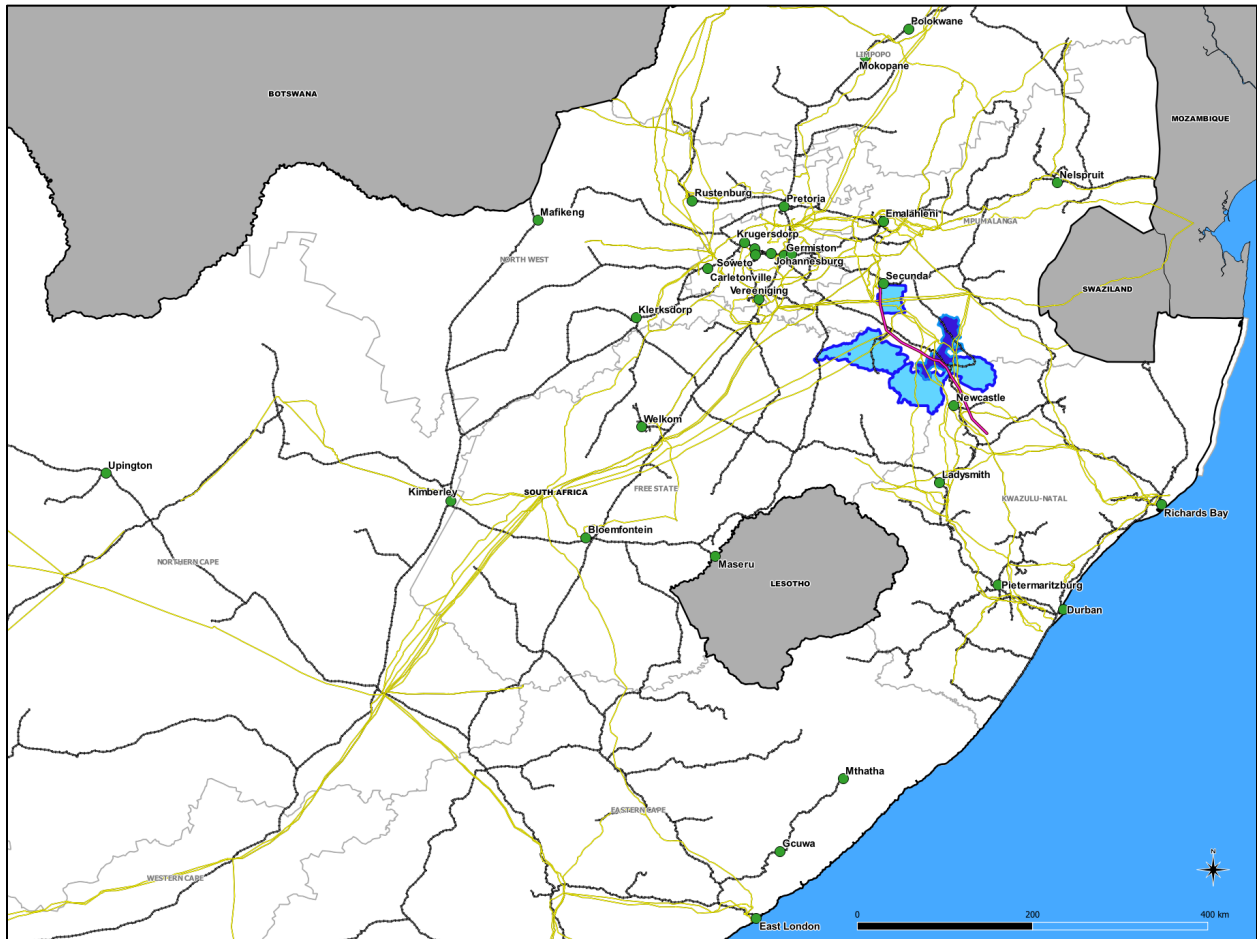 Polokwane
LIMPOPO
Mokopane
BOTSWANA
MOZAMBIQUE
Nelspruit
Rustenburg
Pretoria
Mafikeng
Emalahleni
MPUMALANGA
Krugersdorp
Germiston
NORTH WEST
Soweto
Johannesburg
Carletonville
Secunda
Vereeniging
SWAZILAND
Klerksdorp
Newcastle
Welkom
Upington
Ladysmith
Kimberley
SOUTH AFRICA
FREE STATE
KWAZULU-NATAL
Richards Bay
Bloemfontein
Maseru
NORTHERN CAPE
LESOTHO
Pietermaritzburg
Durban
Mthatha
EASTERN CAPE
Gcuwa
N
WESTERN CAPE
East London
0 200 400 km